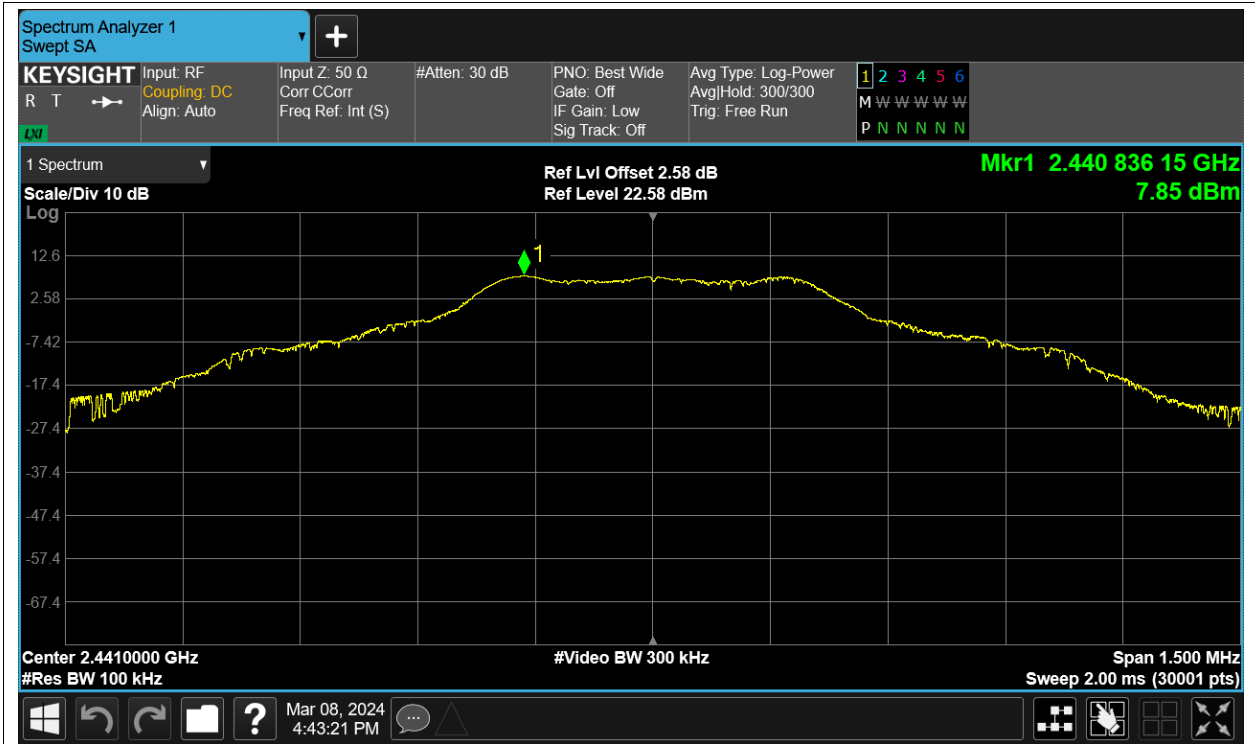 Spectrum Analyzer 1
Swept SA
KEYSIGHT
R T
LXI
Input: RF
Coupling: DC
Align: Auto
Input Z: 50 Ω
Corr CCorr
Freq Ref: Int (S)
#Atten: 30 dB
PNO: Best Wide
Gate: Off
IF Gain: Low
Sig Track: Off
Avg Type: Log-Power
Avg|Hold: 300/300
Trig: Free Run
1 2 3 4 5 6
M W W W W W
P N N N N N
1 Spectrum
Scale/Div 10 dB
Log
Ref Lvl Offset 2.58 dB
Ref Level 22.58 dBm
Mkr1 2.440 836 15 GHz
7.85 dBm
1
12.6
2.58
-7.42
-17.4
-27.4
-37.4
-47.4
-57.4
-67.4
Center 2.4410000 GHz
#Res BW 100 kHz
#Video BW 300 kHz
Span 1.500 MHz
Sweep 2.00 ms (30001 pts)
?
Mar 08, 2024
4:43:21 PM